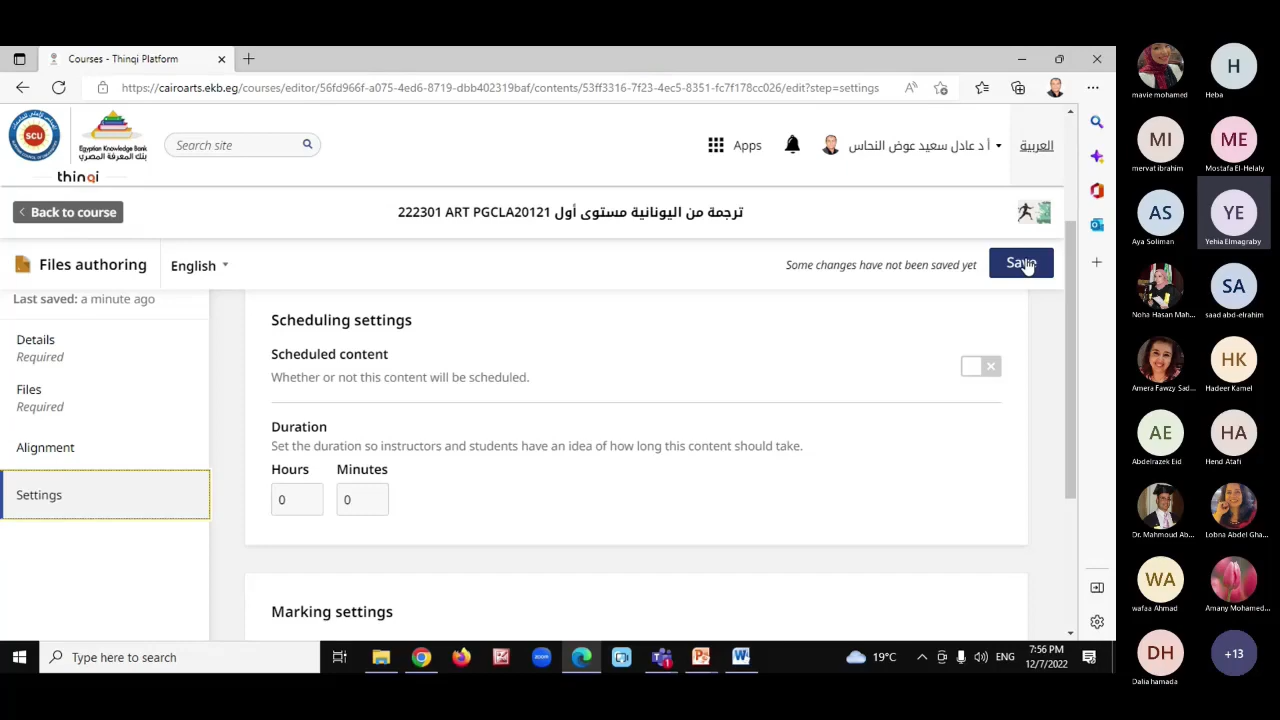 Courses - Thinqi Platform
https://cairoarts.ekb.eg/courses/editor/56fd966f-a075-4ed6-8719-dbb402319baf/contents/53ff3316-7f23-4ec5-8351-fc7f178cc026/edit?step=settings
SCU
Egyptian Knowledge Bank
بنك المعرفة المصري
thinqi
Search site
Apps
أ د عادل سعيد عوض النحاس
العربية
Back to course
222301 ART PGCLA20121 ترجمة من اليونانية مستوى أول
Files authoring
English
Some changes have not been saved yet
Save
Last saved: a minute ago
Details
Required
Files
Required
Alignment
Settings
Scheduling settings
Scheduled content
Whether or not this content will be scheduled.
Duration
Set the duration so instructors and students have an idea of how long this content should take.
Hours
Minutes
0
0
Marking settings
Type here to search
19°C
ENG
7:56 PM
12/7/2022
mavie mohamed
H
Heba
MI
mervat ibrahim
ME
Mostafa El-Helaly
AS
Aya Soliman
YE
Yehia Elmagraby
Noha Hasan Mah...
SA
saad abd-elrahim
Amera Fawzy Sad...
HK
Hadeer Kamel
AE
Abdelrazek Eid
HA
Hend Atafi
Dr. Mahmoud Ab...
Lobna Abdel Gha...
WA
wafaa Ahmad
Amany Mohamed...
DH
Dalia hamada
+13